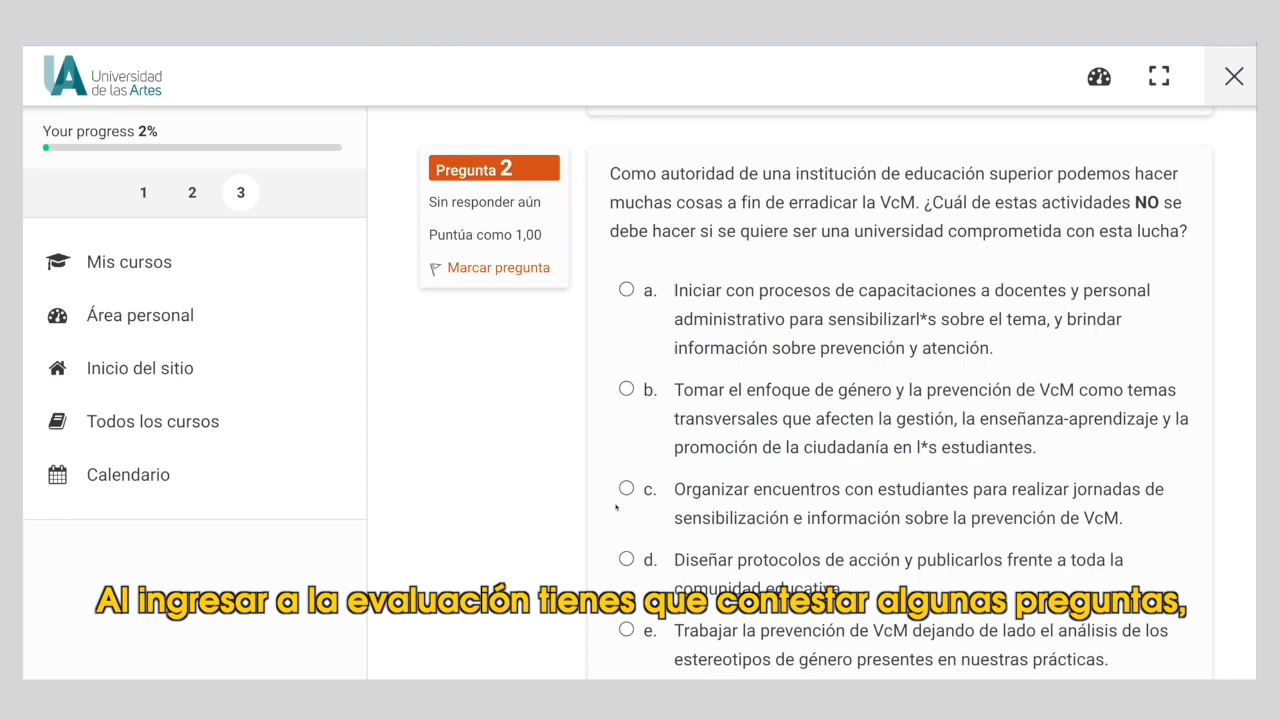 UA Universidad
de las Artes
Your progress 2%
1 2 3
Mis cursos
Área personal
Inicio del sitio
Todos los cursos
Calendario
Pregunta 2
Sin responder aún
Puntúa como 1,00
Marcar pregunta
Como autoridad de una institución de educación superior podemos hacer
muchas cosas a fin de erradicar la VcM. ¿Cuál de estas actividades NO se
debe hacer si se quiere ser una universidad comprometida con esta lucha?
a. Iniciar con procesos de capacitaciones a docentes y personal
administrativo para sensibilizarl*s sobre el tema, y brindar
información sobre prevención y atención.
b. Tomar el enfoque de género y la prevención de VcM como temas
transversales que afecten la gestión, la enseñanza-aprendizaje y la
promoción de la ciudadanía en l*s estudiantes.
c. Organizar encuentros con estudiantes para realizar jornadas de
sensibilización e información sobre la prevención de VcM.
d. Diseñar protocolos de acción y publicarlos frente a toda la
comunidad educativa.
e. Trabajar la prevención de VcM dejando de lado el análisis de los
estereotipos de género presentes en nuestras prácticas.
Al ingresar a la evaluación tienes que contestar algunas preguntas,